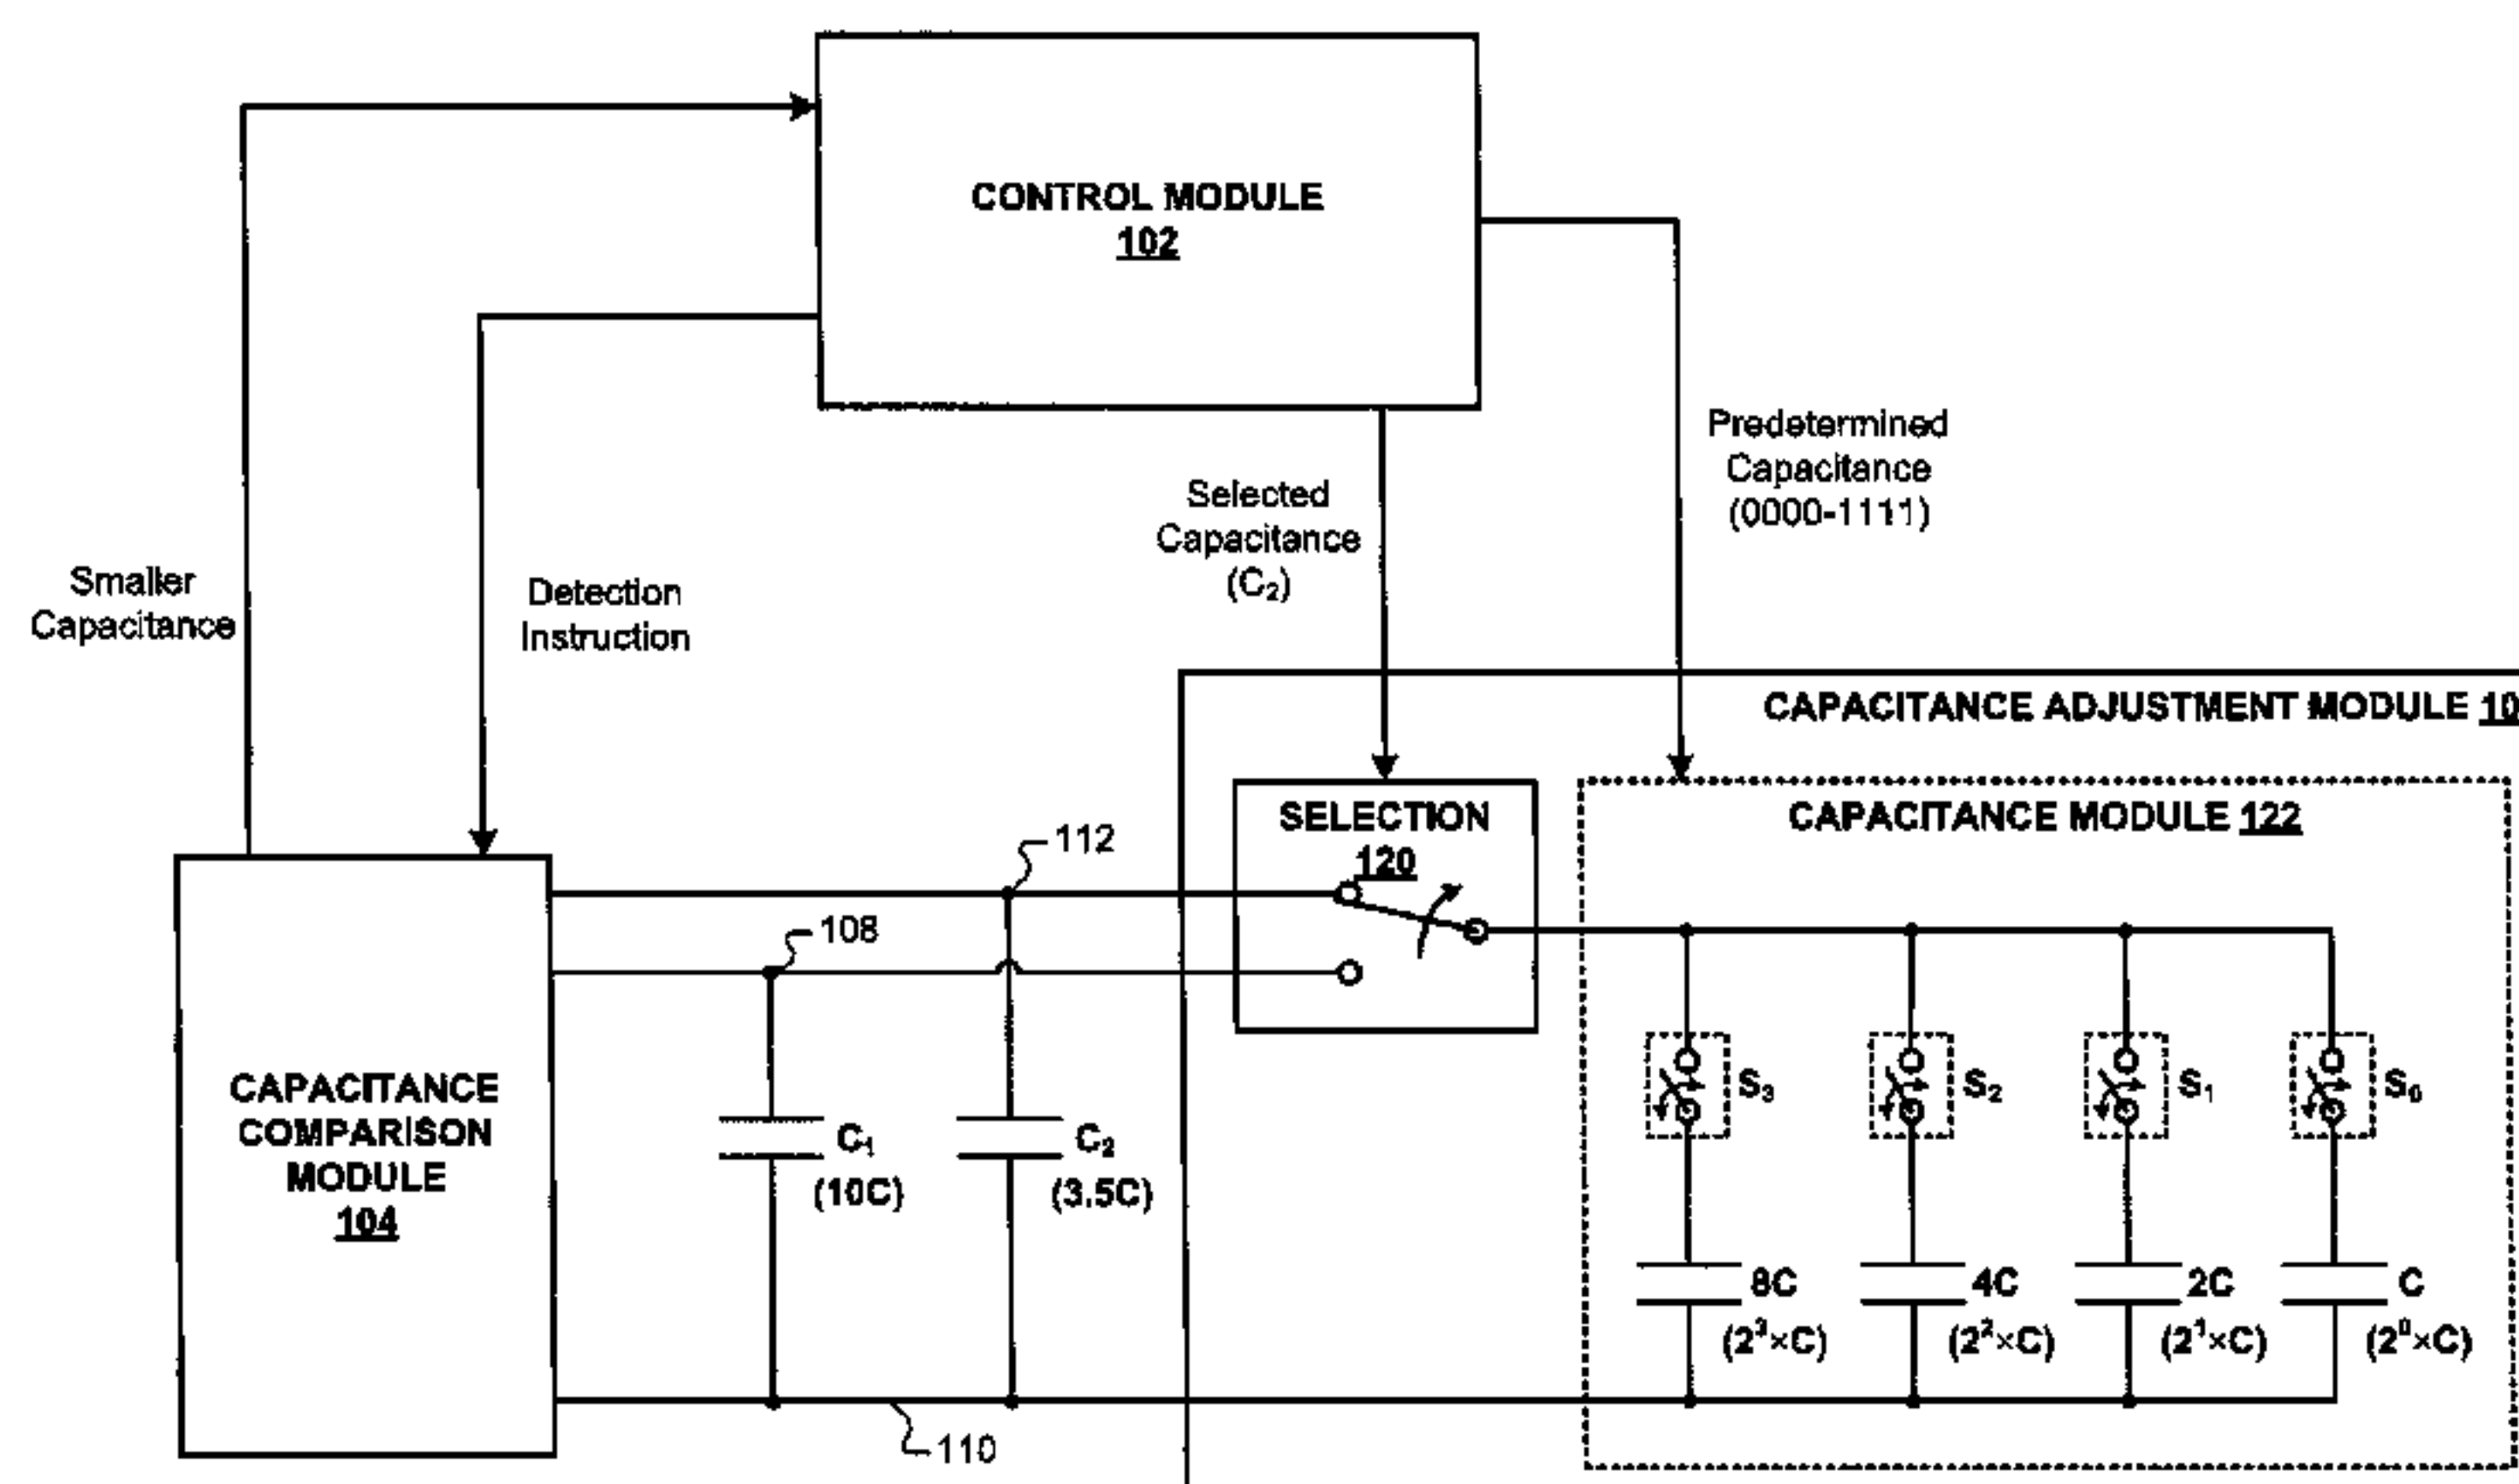 CONTROL MODULE
102
Predetermined
Capacitance
(0000-1111)
Selected
Capacitance
(C₂)
Smaller
Capacitance
Detection
Instruction
CAPACITANCE ADJUSTMENT MODULE
SELECTION
120
CAPACITANCE MODULE 122
112
108
S₃
S₂
S₁
S₀
CAPACITANCE
COMPARISON
MODULE
104
C₁
(10C)
C₂
(3.5C)
8C
(2³×C)
4C
(2²×C)
2C
(2¹×C)
C
(2⁰×C)
110